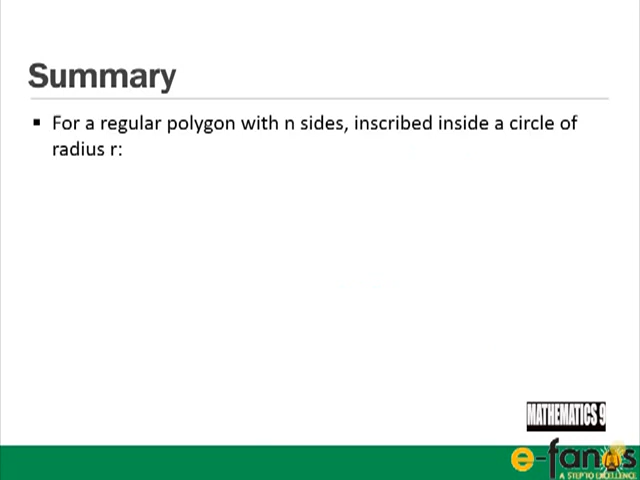 Summary
▪ For a regular polygon with n sides, inscribed inside a circle of
radius r:
MATHEMATICS 9
e-fanos
A STEP TO EXCELLENCE